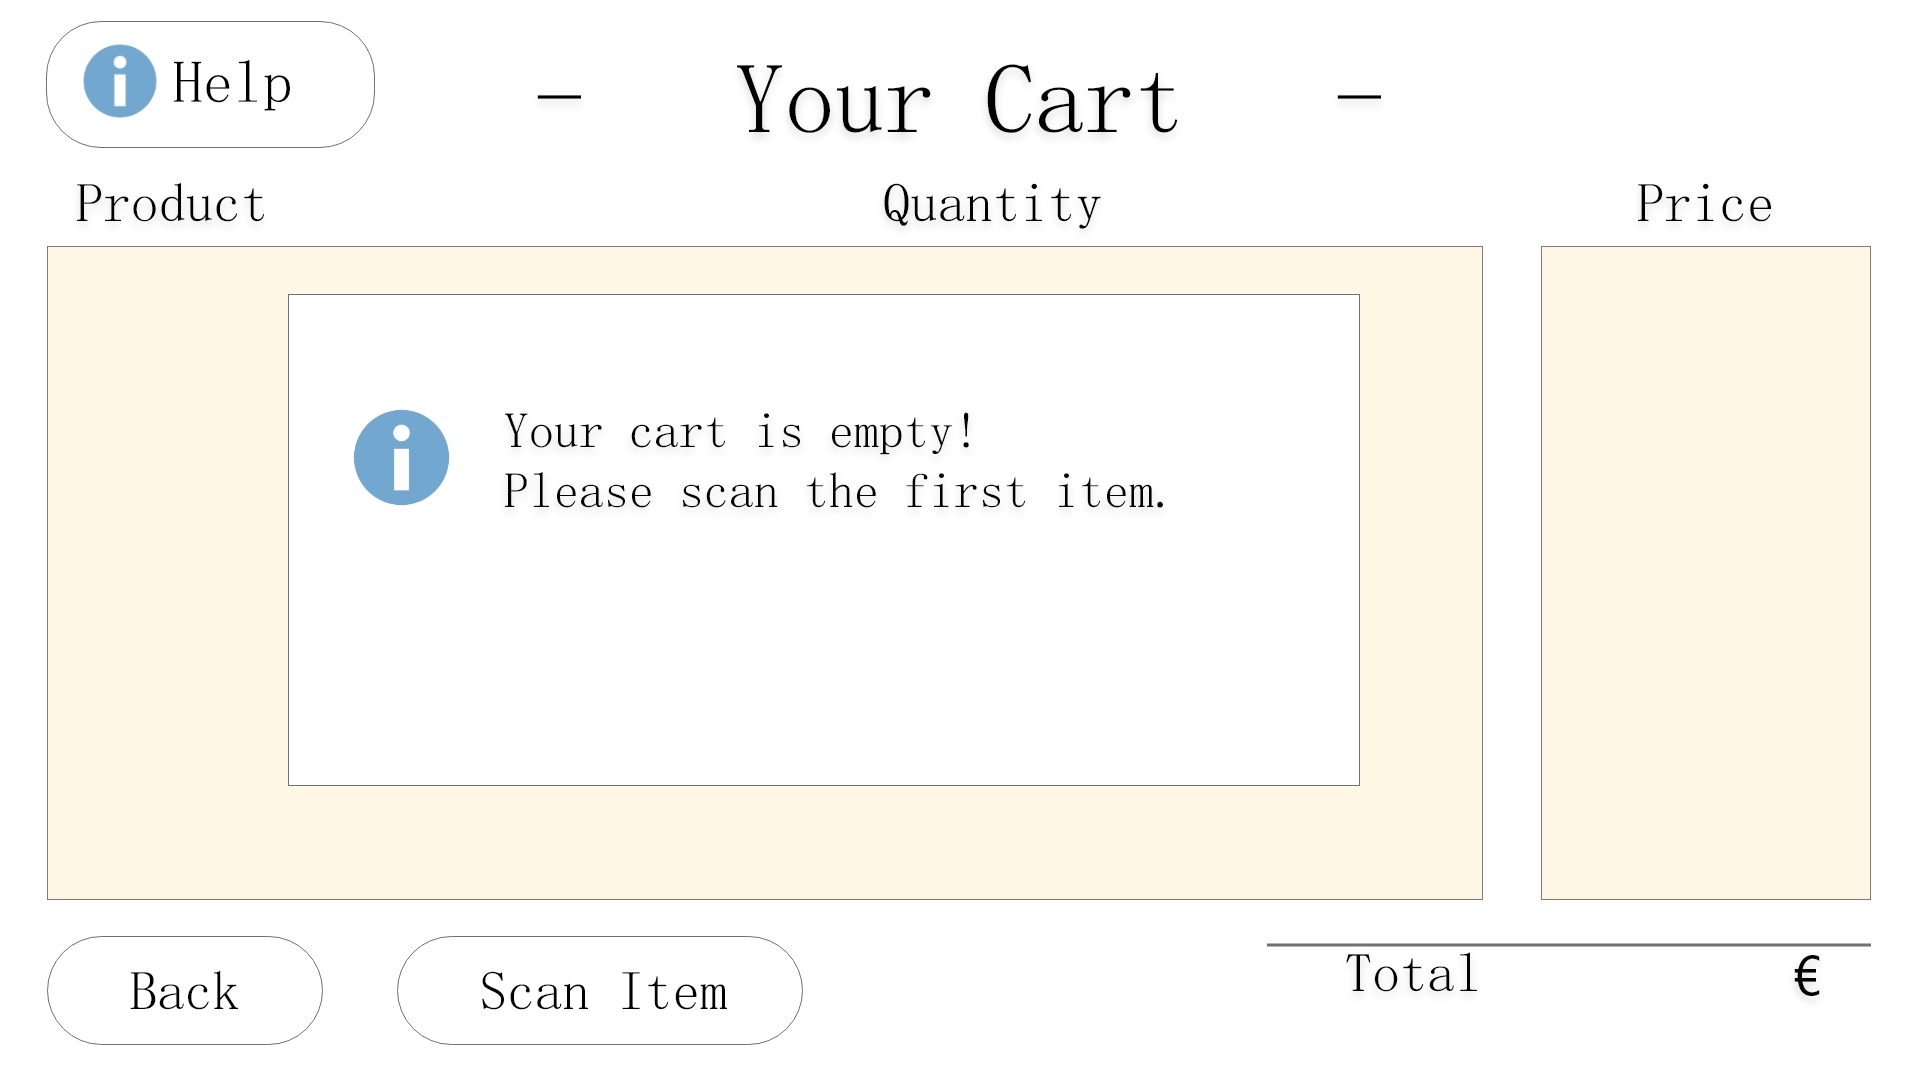 Help
– Your Cart –
Product Quantity Price
Your cart is empty!
Please scan the first item.
Back Scan Item Total €